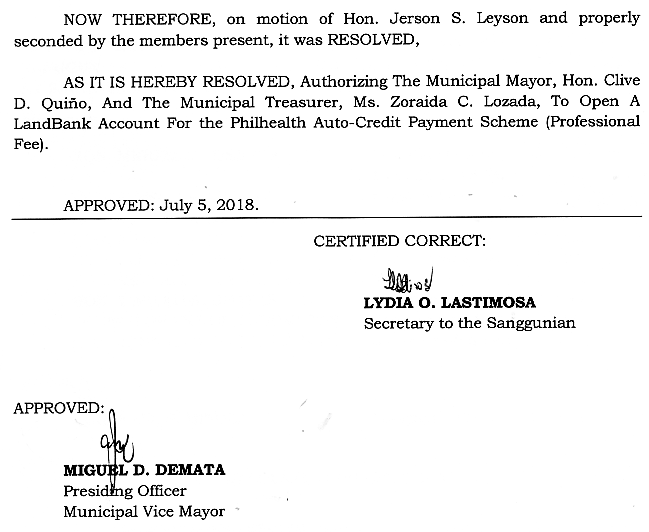 NOW THEREFORE, on motion of Hon. Jerson S. Leyson and properly
seconded by the members present, it was RESOLVED,
AS IT IS HEREBY RESOLVED, Authorizing The Municipal Mayor, Hon. Clive
D. Quiño, And The Municipal Treasurer, Ms. Zoraida C. Lozada, To Open A
LandBank Account For the Philhealth Auto-Credit Payment Scheme (Professional
Fee).
APPROVED: July 5, 2018.
CERTIFIED CORRECT:
LYDIA O. LASTIMOSA
Secretary to the Sanggunian
APPROVED:
MIGUEL D. DEMATA
Presiding Officer
Municipal Vice Mayor